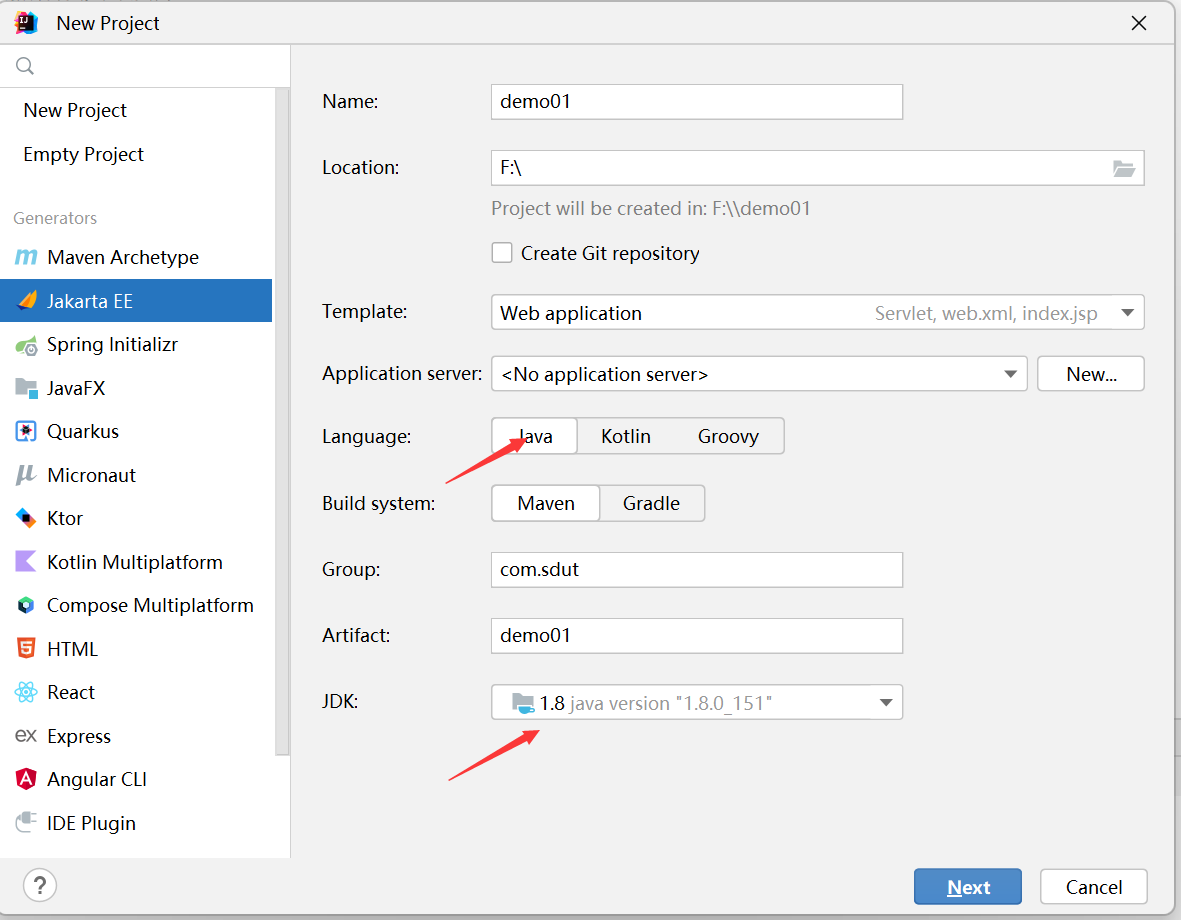 New Project
New Project
Empty Project
Generators
Maven Archetype
Jakarta EE
Spring Initializr
JavaFX
Quarkus
Micronaut
Ktor
Kotlin Multiplatform
Compose Multiplatform
HTML
React
Express
Angular CLI
IDE Plugin
Name: demo01
Location: F:\
Project will be created in: F:\\demo01
Create Git repository
Template: Web application Servlet, web.xml, index.jsp
Application server: <No application server> New...
Language: Java Kotlin Groovy
Build system: Maven Gradle
Group: com.sdut
Artifact: demo01
JDK: 1.8 java version "1.8.0_151"
? Next Cancel